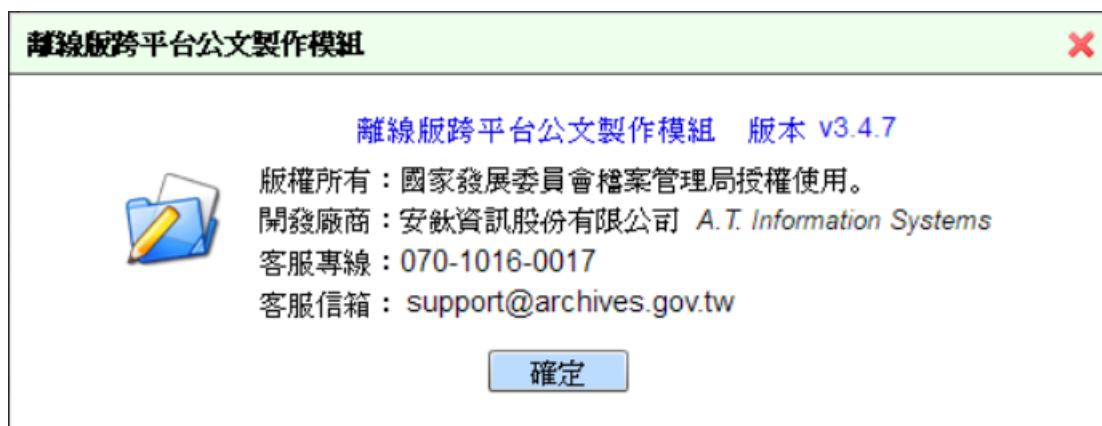 離線版跨平台公文製作模組
離線版跨平台公文製作模組 版本 v3.4.7
版權所有：國家發展委員會檔案管理局授權使用。
開發廠商：安歆資訊股份有限公司 A.T. Information Systems
客服專線：070-1016-0017
客服信箱： support@archives.gov.tw
確定